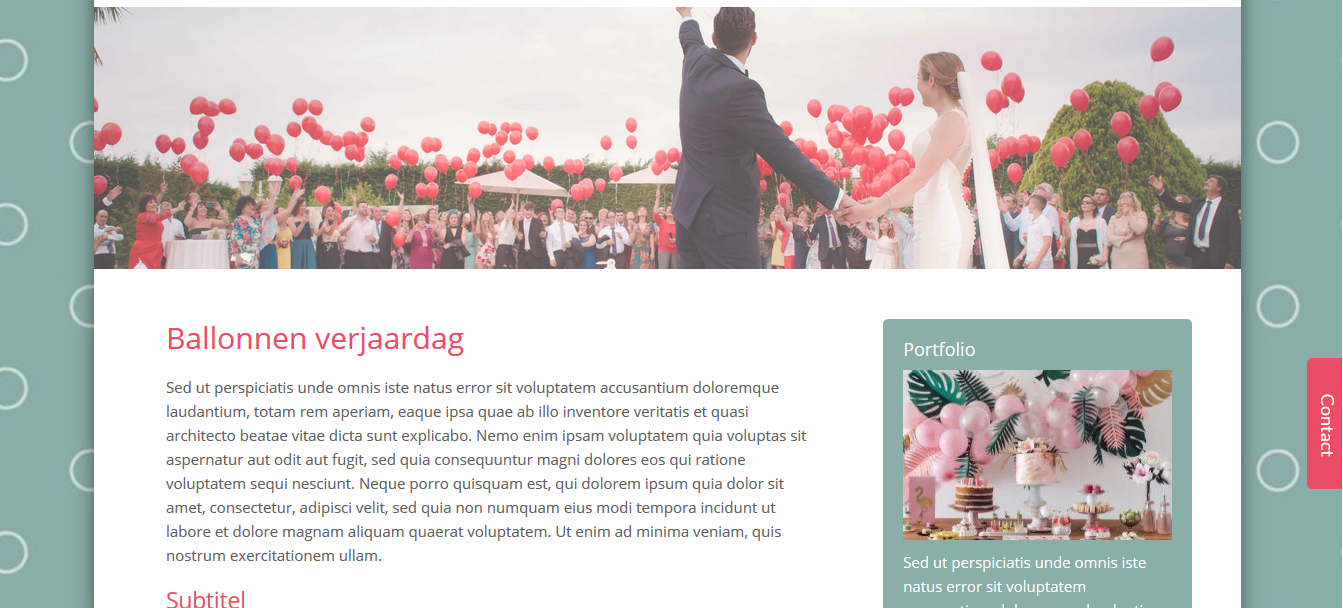 Ballonnen verjaardag
Sed ut perspiciatis unde omnis iste natus error sit voluptatem accusantium doloremque
laudantium, totam rem aperiam, eaque ipsa quae ab illo inventore veritatis et quasi
architecto beatae vitae dicta sunt explicabo. Nemo enim ipsam voluptatem quia voluptas sit
aspernatur aut odit aut fugit, sed quia consequuntur magni dolores eos qui ratione
voluptatem sequi nesciunt. Neque porro quisquam est, qui dolorem ipsum quia dolor sit
amet, consectetur, adipisci velit, sed quia non numquam eius modi tempora incidunt ut
labore et dolore magnam aliquam quaerat voluptatem. Ut enim ad minima veniam, quis
nostrum exercitationem ullam.
Subtitel
Portfolio
Sed ut perspiciatis unde omnis iste
natus error sit voluptatem
Contact